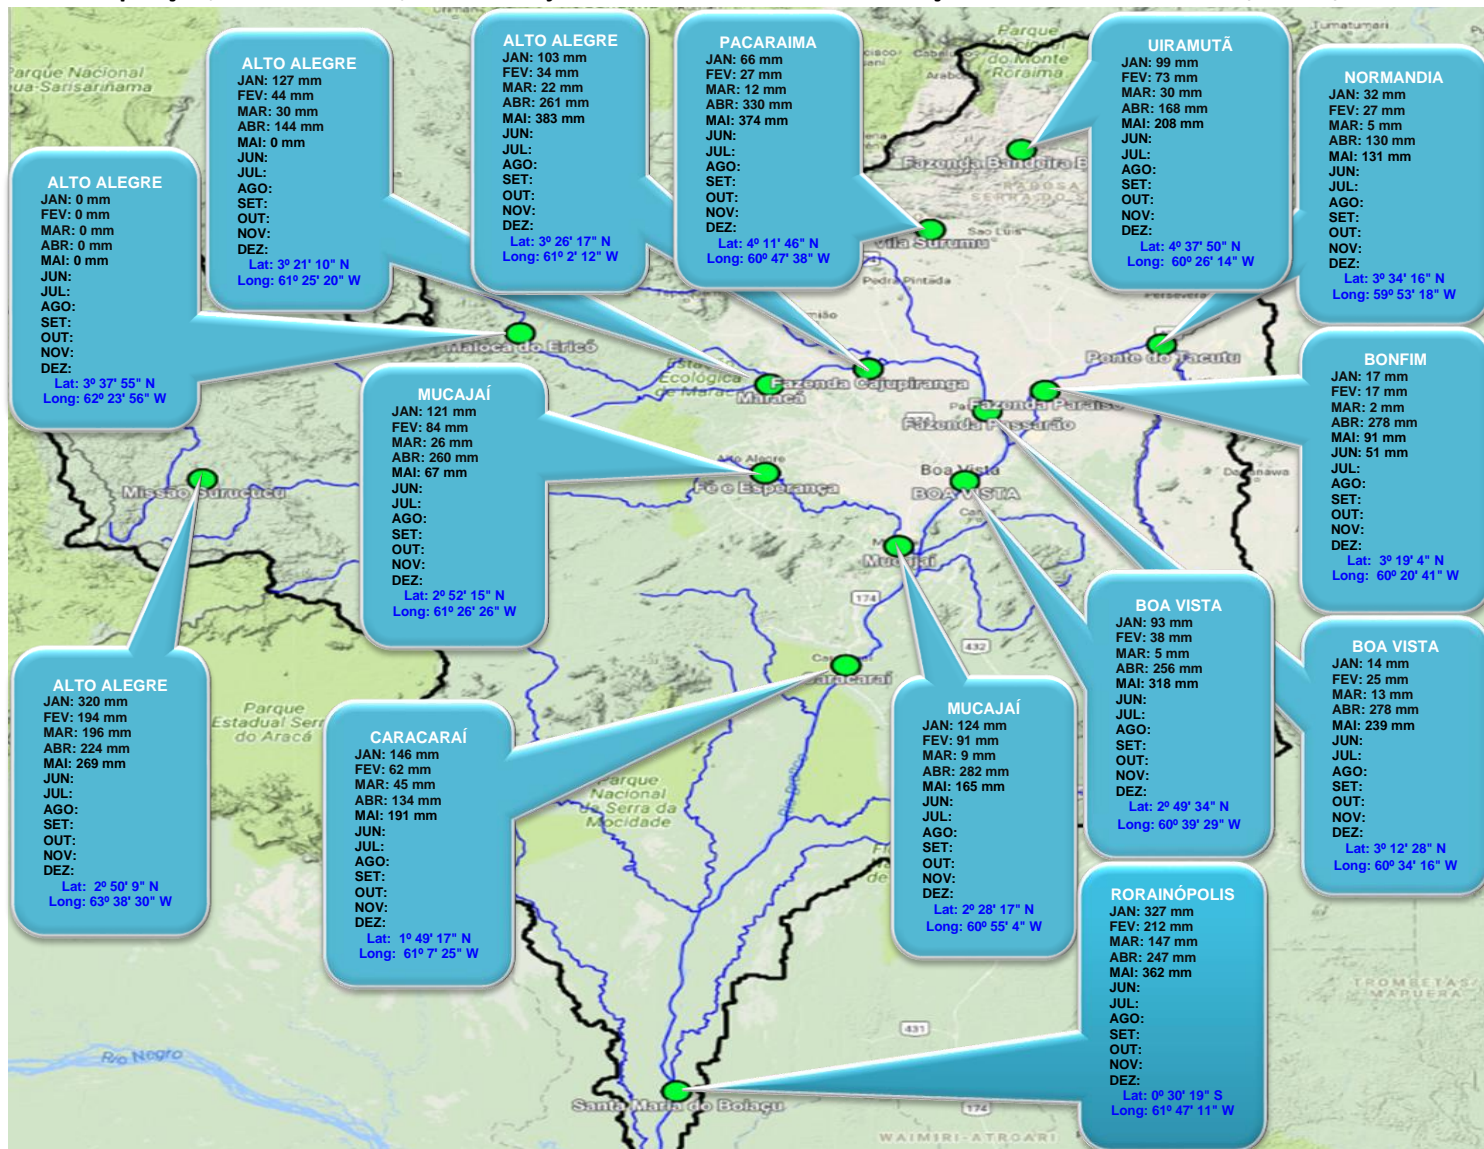 ALTO ALEGRE
JAN: 0 mm
FEV: 0 mm
MAR: 0 mm
ABR: 0 mm
MAI: 0 mm
JUN:
JUL:
AGO:
SET:
OUT:
NOV:
DEZ:
Lat: 3º 37' 55" N
Long: 62º 23' 56" W
ALTO ALEGRE
JAN: 127 mm
FEV: 44 mm
MAR: 30 mm
ABR: 144 mm
MAI: 0 mm
JUN:
JUL:
AGO:
SET:
OUT:
NOV:
DEZ:
Lat: 3º 21' 10" N
Long: 61º 25' 20" W
ALTO ALEGRE
JAN: 103 mm
FEV: 34 mm
MAR: 22 mm
ABR: 261 mm
MAI: 383 mm
JUN:
JUL:
AGO:
SET:
OUT:
NOV:
DEZ:
Lat: 3º 26' 17" N
Long: 61º 2' 12" W
PACARAIMA
JAN: 66 mm
FEV: 27 mm
MAR: 12 mm
ABR: 330 mm
MAI: 374 mm
JUN:
JUL:
AGO:
SET:
OUT:
NOV:
DEZ:
Lat: 4º 11' 46" N
Long: 60º 47' 38" W
UIRAMUTÃ
JAN: 99 mm
FEV: 73 mm
MAR: 30 mm
ABR: 168 mm
MAI: 208 mm
JUN:
JUL:
AGO:
SET:
OUT:
NOV:
DEZ:
Lat: 4º 37' 50" N
Long: 60º 26' 14" W
NORMANDIA
JAN: 32 mm
FEV: 27 mm
MAR: 5 mm
ABR: 130 mm
MAI: 131 mm
JUN:
JUL:
AGO:
SET:
OUT:
NOV:
DEZ:
Lat: 3º 34' 16" N
Long: 59º 53' 18" W
MUCAJAÍ
JAN: 121 mm
FEV: 84 mm
MAR: 26 mm
ABR: 260 mm
MAI: 67 mm
JUN:
JUL:
AGO:
SET:
OUT:
NOV:
DEZ:
Lat: 2º 52' 15" N
Long: 61º 26' 26" W
BONFIM
JAN: 17 mm
FEV: 17 mm
MAR: 2 mm
ABR: 278 mm
MAI: 91 mm
JUN: 51 mm
JUL:
AGO:
SET:
OUT:
NOV:
DEZ:
Lat: 3º 19' 4" N
Long: 60º 20' 41" W
ALTO ALEGRE
JAN: 320 mm
FEV: 194 mm
MAR: 196 mm
ABR: 224 mm
MAI: 269 mm
JUN:
JUL:
AGO:
SET:
OUT:
NOV:
DEZ:
Lat: 2º 50' 9" N
Long: 63º 38' 30" W
CARACARAÍ
JAN: 146 mm
FEV: 62 mm
MAR: 45 mm
ABR: 134 mm
MAI: 191 mm
JUN:
JUL:
AGO:
SET:
OUT:
NOV:
DEZ:
Lat: 1º 49' 17" N
Long: 61º 7' 25" W
MUCAJAÍ
JAN: 124 mm
FEV: 91 mm
MAR: 9 mm
ABR: 282 mm
MAI: 165 mm
JUN:
JUL:
AGO:
SET:
OUT:
NOV:
DEZ:
Lat: 2º 28' 17" N
Long: 60º 55' 4" W
BOA VISTA
JAN: 93 mm
FEV: 38 mm
MAR: 5 mm
ABR: 256 mm
MAI: 318 mm
JUN:
JUL:
AGO:
SET:
OUT:
NOV:
DEZ:
Lat: 2º 49' 34" N
Long: 60º 39' 29" W
BOA VISTA
JAN: 14 mm
FEV: 25 mm
MAR: 13 mm
ABR: 278 mm
MAI: 239 mm
JUN:
JUL:
AGO:
SET:
OUT:
NOV:
DEZ:
Lat: 3º 12' 28" N
Long: 60º 34' 16" W
RORAINÓPOLIS
JAN: 327 mm
FEV: 212 mm
MAR: 147 mm
ABR: 247 mm
MAI: 362 mm
JUN:
JUL:
AGO:
SET:
OUT:
NOV:
DEZ:
Lat: 0º 30' 19" S
Long: 61º 47' 11" W
Tumatumari
Parque Nacional
Parque
do Monte
Roraima
Fazenda Bandeira B
Vila Surumu
Sao Luis
Pedra Pintada
Maloca do Ericó
Ponte do Tacutu
Ecológica
Maracá
Fazenda Cajupiranga
Fazenda Paraíso
Fazenda Passarão
Missão Surucucu
Alto Alegre
Fé e Esperança
Boa Vista
BOA VISTA
Mucajaí
174
432
Caracaraí
Parque
Estadual Serr
do Aracá
Parque
Nacional
da Serra da
Mocidade
Rio Branco
Rio Negro
TROMBETAS/
MAPUERA
431
Santa Maria do Boiaçu
174
WAIMIRI-ATROARI